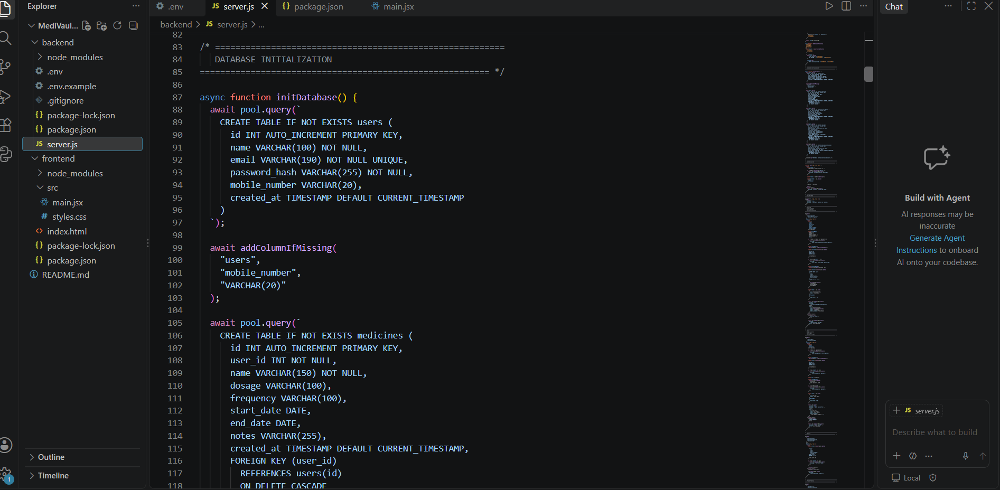 Explorer
MediVaul...
backend
node_modules
.env
.env.example
.gitignore
package-lock.json
package.json
JS server.js
frontend
node_modules
src
main.jsx
styles.css
index.html
package-lock.json
package.json
README.md
Outline
Timeline
1
.env
JS server.js
package.json
main.jsx
backend > JS server.js > ...
82
83 /* =========================================================
84 DATABASE INITIALIZATION
85 ========================================================= */
86
87 async function initDatabase() {
88 await pool.query(`
89 CREATE TABLE IF NOT EXISTS users (
90 id INT AUTO_INCREMENT PRIMARY KEY,
91 name VARCHAR(100) NOT NULL,
92 email VARCHAR(190) NOT NULL UNIQUE,
93 password_hash VARCHAR(255) NOT NULL,
94 mobile_number VARCHAR(20),
95 created_at TIMESTAMP DEFAULT CURRENT_TIMESTAMP
96 )
97 `);
98
99 await addColumnIfMissing(
100 "users",
101 "mobile_number",
102 "VARCHAR(20)"
103 );
104
105 await pool.query(`
106 CREATE TABLE IF NOT EXISTS medicines (
107 id INT AUTO_INCREMENT PRIMARY KEY,
108 user_id INT NOT NULL,
109 name VARCHAR(150) NOT NULL,
110 dosage VARCHAR(100),
111 frequency VARCHAR(100),
112 start_date DATE,
113 end_date DATE,
114 notes VARCHAR(255),
115 created_at TIMESTAMP DEFAULT CURRENT_TIMESTAMP,
116 FOREIGN KEY (user_id)
117 REFERENCES users(id)
118 ON DELETE CASCADE
Chat
Build with Agent
AI responses may be
inaccurate
Generate Agent
Instructions to onboard
AI onto your codebase.
JS server.js
Describe what to build
Local